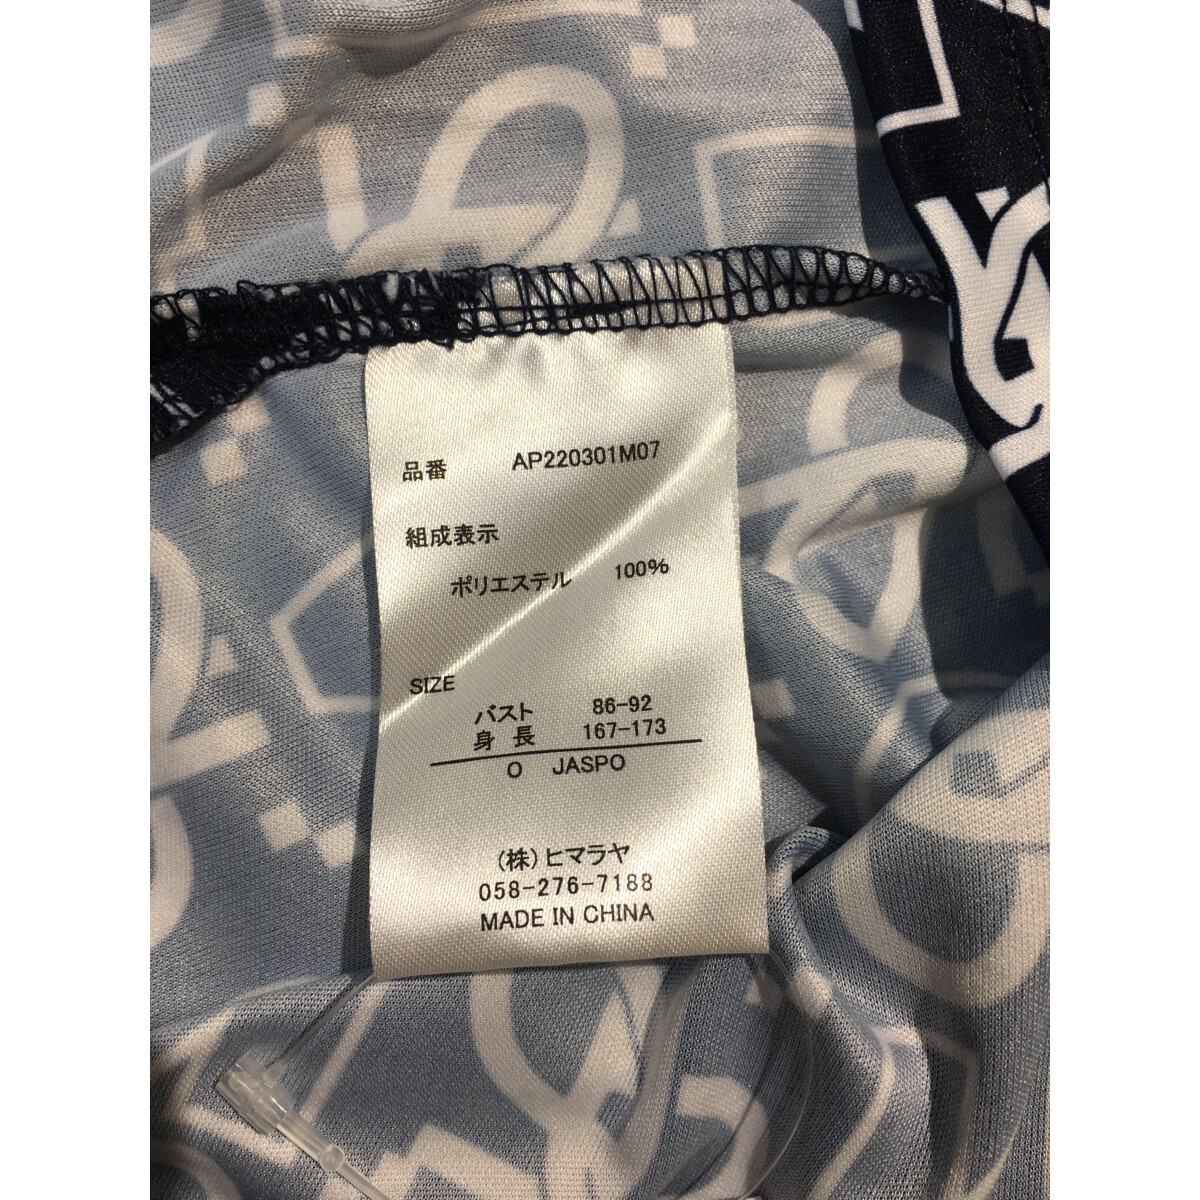 品番 AP220301M07
組成表示
ポリエステル 100%
SIZE
バスト 86-92
身 長 167-173
O JASPO
(株)ヒマラヤ
058-276-7188
MADE IN CHINA